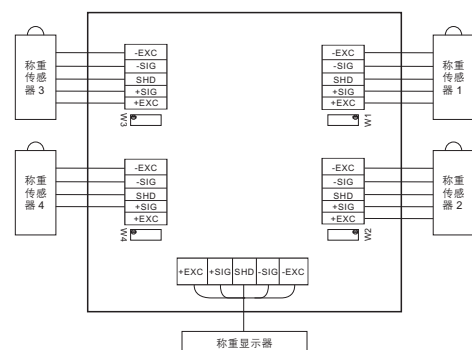 称重
传感
器3
-EXC
-SIG
SHD
+SIG
+EXC
W3
-EXC
-SIG
SHD
+SIG
+EXC
W1
称重
传感
器1
称重
传感
器4
-EXC
-SIG
SHD
+SIG
+EXC
W4
-EXC
-SIG
SHD
+SIG
+EXC
W2
称重
传感
器2
+EXC +SIG SHD -SIG -EXC
称重显示器